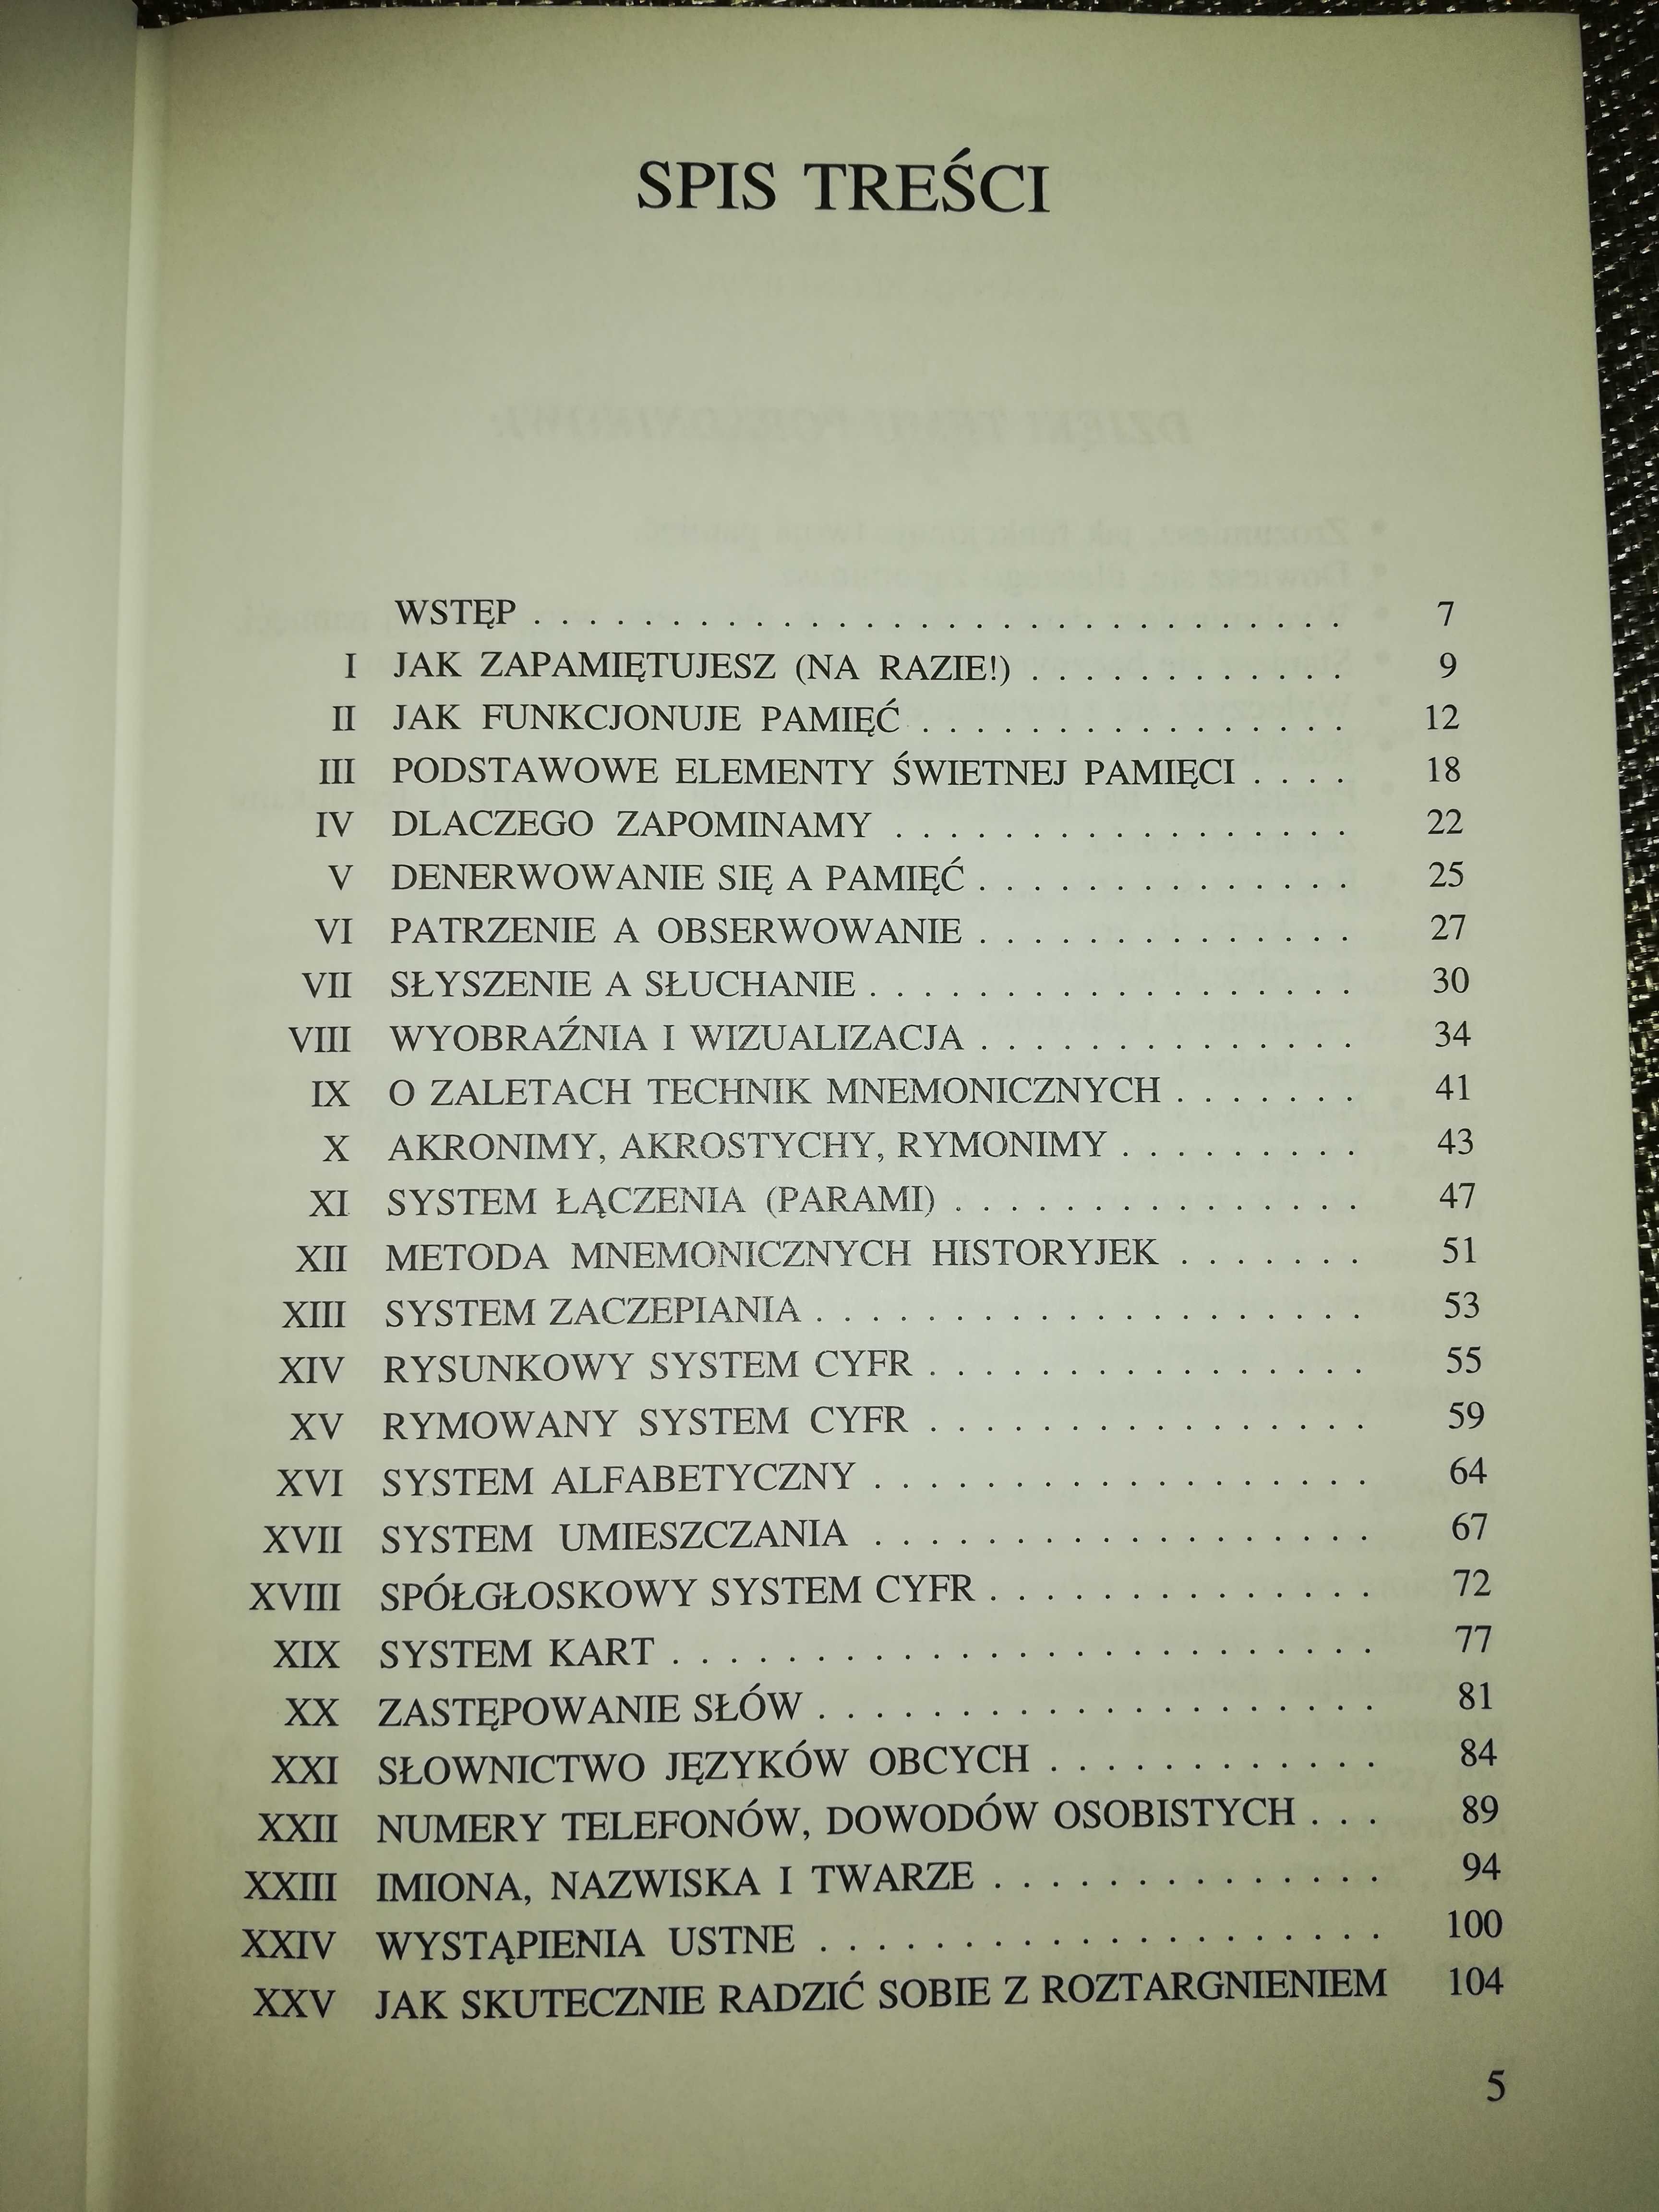 SPIS TREŚCI
WSTĘP . . . . . . . . . . . . . . . . . . . . . . . . . . . . . . 7
I JAK ZAPAMIĘTUJESZ (NA RAZIE!) . . . . . . . . . . . . 9
II JAK FUNKCJONUJE PAMIĘĆ . . . . . . . . . . . . . . . . 12
III PODSTAWOWE ELEMENTY ŚWIETNEJ PAMIĘCI . . . . 18
IV DLACZEGO ZAPOMINAMY . . . . . . . . . . . . . . . . . 22
V DENERWOWANIE SIĘ A PAMIĘĆ . . . . . . . . . . . . . . 25
VI PATRZENIE A OBSERWOWANIE . . . . . . . . . . . . . . 27
VII SŁYSZENIE A SŁUCHANIE . . . . . . . . . . . . . . . . . . 30
VIII WYOBRAŹNIA I WIZUALIZACJA . . . . . . . . . . . . . . 34
IX O ZALETACH TECHNIK MNEMONICZNYCH . . . . . . . 41
X AKRONIMY, AKROSTYCHY, RYMONIMY . . . . . . . . . 43
XI SYSTEM ŁĄCZENIA (PARAMI) . . . . . . . . . . . . . . . 47
XII METODA MNEMONICZNYCH HISTORYJEK . . . . . . . 51
XIII SYSTEM ZACZEPIANIA . . . . . . . . . . . . . . . . . . . . 53
XIV RYSUNKOWY SYSTEM CYFR . . . . . . . . . . . . . . . . 55
XV RYMOWANY SYSTEM CYFR . . . . . . . . . . . . . . . . 59
XVI SYSTEM ALFABETYCZNY . . . . . . . . . . . . . . . . . . 64
XVII SYSTEM UMIESZCZANIA . . . . . . . . . . . . . . . . . . 67
XVIII SPÓŁGŁOSKOWY SYSTEM CYFR . . . . . . . . . . . . . . 72
XIX SYSTEM KART . . . . . . . . . . . . . . . . . . . . . . . . . 77
XX ZASTĘPOWANIE SŁÓW . . . . . . . . . . . . . . . . . . . . 81
XXI SŁOWNICTWO JĘZYKÓW OBCYCH . . . . . . . . . . . . 84
XXII NUMERY TELEFONÓW, DOWODÓW OSOBISTYCH . . . 89
XXIII IMIONA, NAZWISKA I TWARZE . . . . . . . . . . . . . . 94
XXIV WYSTĄPIENIA USTNE . . . . . . . . . . . . . . . . . . . . 100
XXV JAK SKUTECZNIE RADZIĆ SOBIE Z ROZTARGNIENIEM 104
5